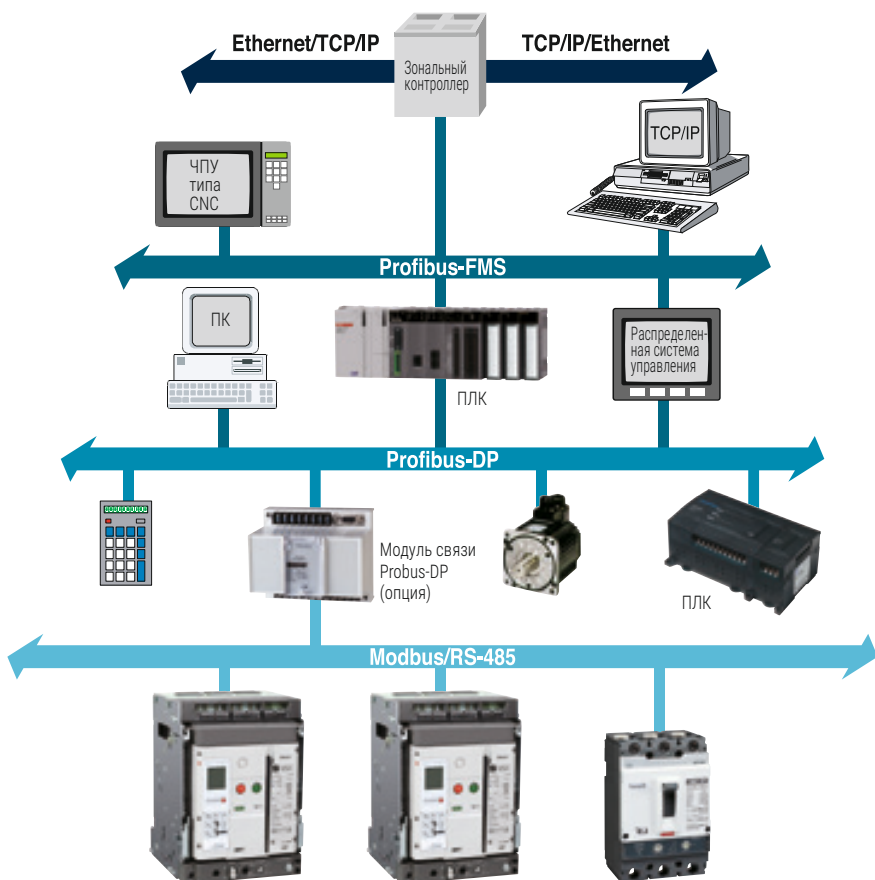 Ethernet/TCP/IP
TCP/IP/Ethernet
Зональный
контроллер
ЧПУ
типа
CNC
TCP/IP
Profibus-FMS
ПК
ПЛК
Распределен-
ная система
управления
Profibus-DP
Модуль связи
Probus-DP
(опция)
ПЛК
Modbus/RS-485